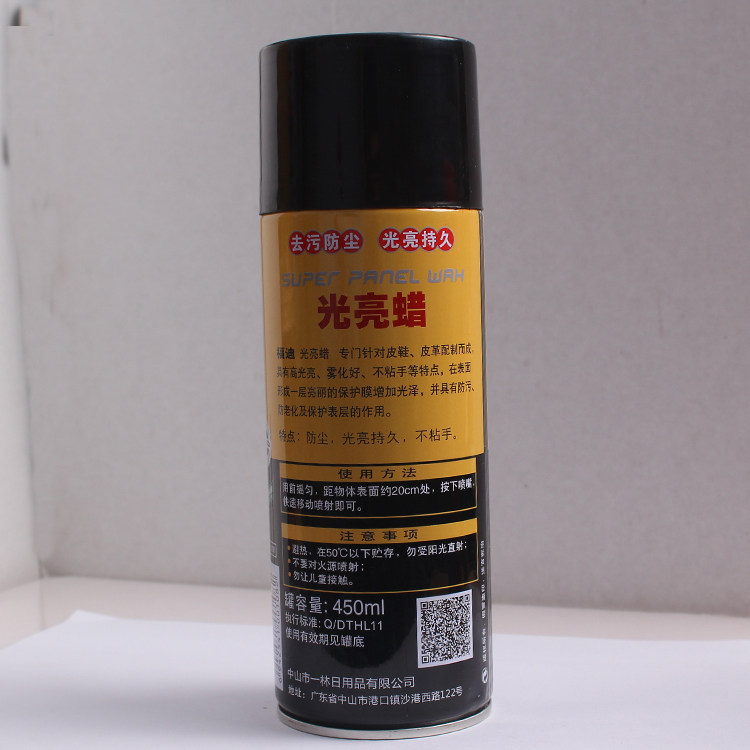 去污防尘 光亮持久
SUPER PANEL WAX
光亮蜡
福迪 光亮蜡 专门针对皮鞋、皮革配制而成,
具有高光亮、雾化好、不粘手等特点,在表面
形成一层亮丽的保护膜增加光泽,并具有防污、
防老化及保护表层的作用。
特点:防尘,光亮持久,不粘手。
使用方法
用前摇匀,距物体表面约20cm处,按下喷嘴,
快速移动喷射即可。
注意事项
•避热,在50℃以下贮存,勿受阳光直射;
•不要对火源喷射;
•勿让儿童接触。
罐容量:450ml
执行标准:Q/DTHL11
使用有效期见罐底
中山市一林日用品有限公司
地址:广东省中山市港口镇沙港西路122号